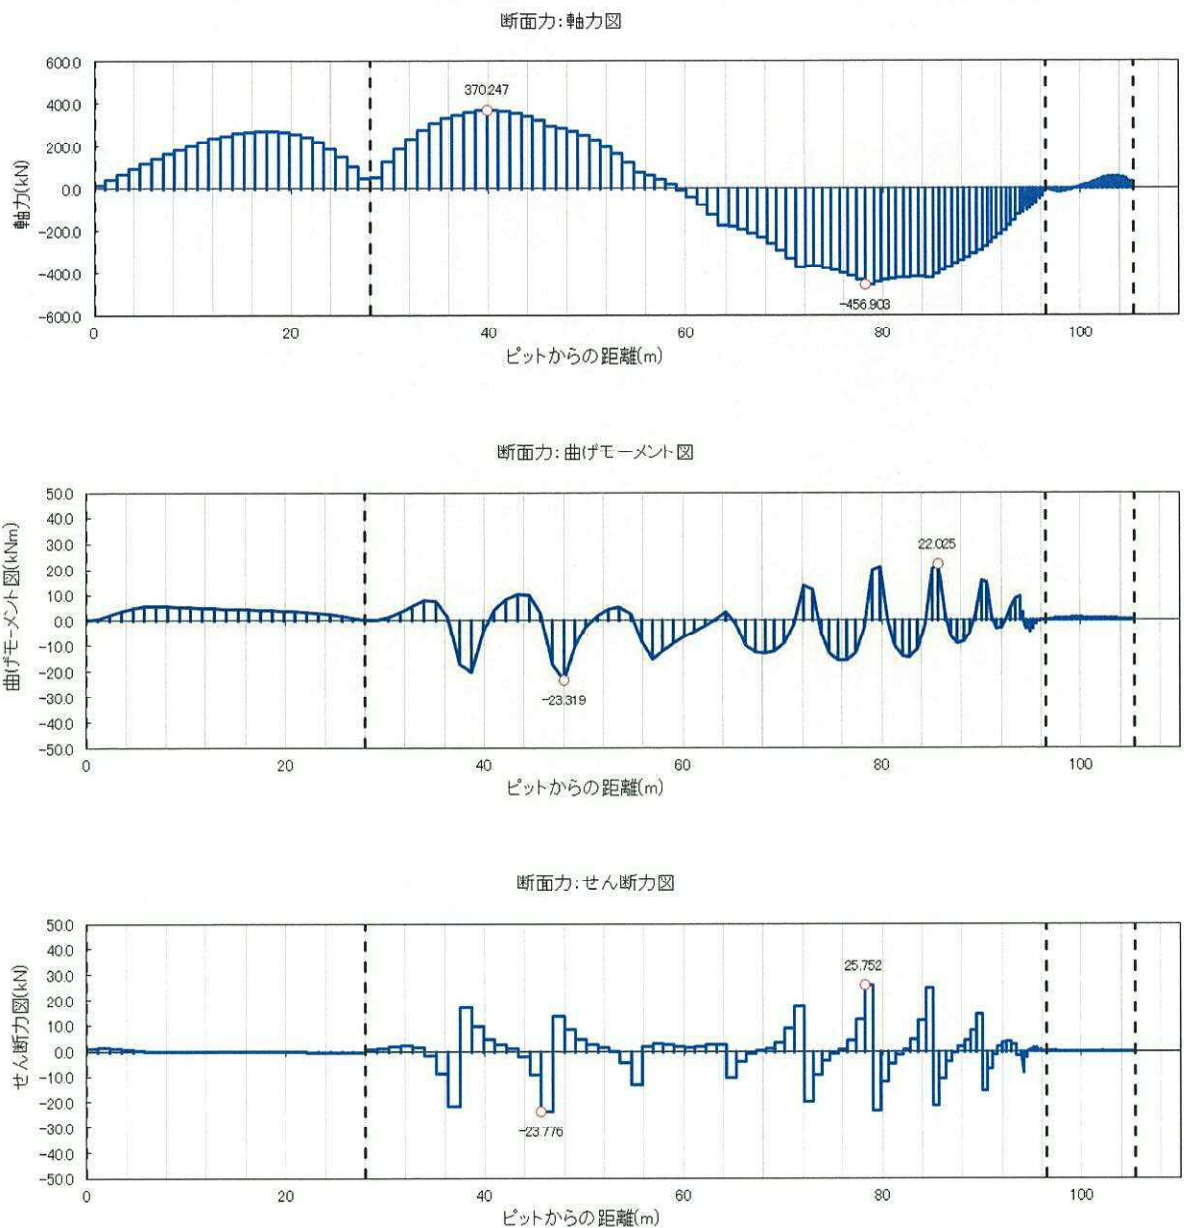 断面力:軸力図
600.0
370.247
400.0
200.0
0.0
-200.0
-400.0
-600.0
軸力(kN)
-456.903
0 20 40 60 80 100
ピットからの距離(m)
断面力:曲げモーメント図
50.0
40.0
30.0
22.025
20.0
10.0
0.0
-10.0
-20.0
-23.319
-30.0
-40.0
-50.0
曲げモーメント図(kNm)
0 20 40 60 80 100
ピットからの距離(m)
断面力:せん断力図
50.0
40.0
25.752
30.0
20.0
10.0
0.0
-10.0
-20.0
-23.776
-30.0
-40.0
-50.0
せん断力図(kN)
0 20 40 60 80 100
ピットからの距離(m)